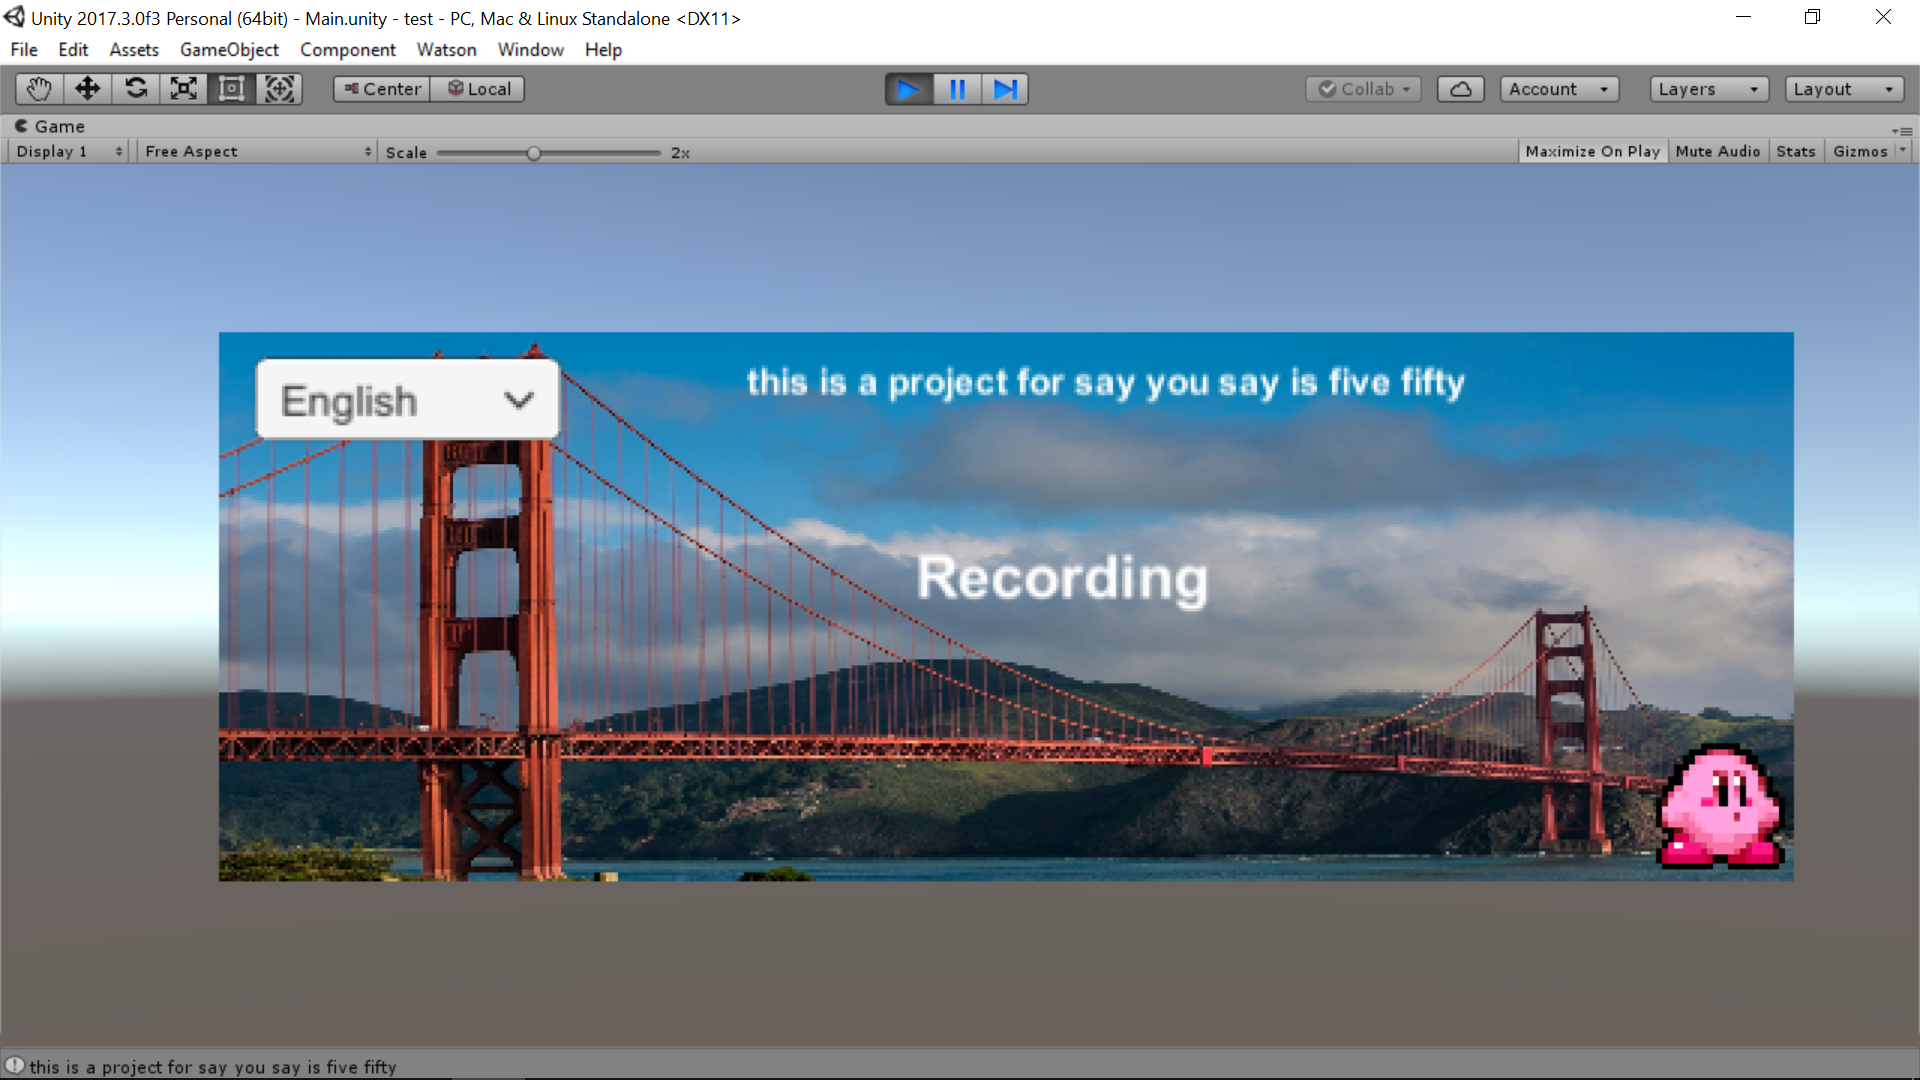 Unity 2017.3.0f3 Personal (64bit) - Main.unity - test - PC, Mac & Linux Standalone <DX11>
File Edit Assets GameObject Component Watson Window Help
Center Local Collab Account Layers Layout
Game
Display 1 Free Aspect Scale 2x Maximize On Play Mute Audio Stats Gizmos
this is a project for say you say is five fifty
English
Recording
this is a project for say you say is five fifty